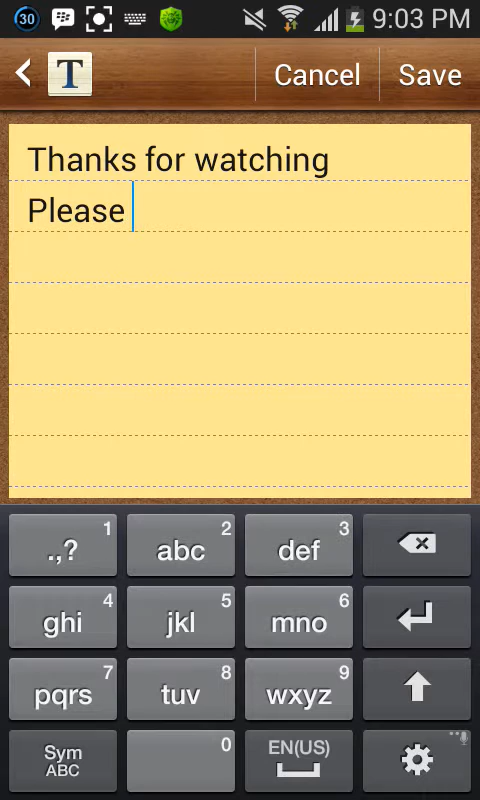 30 9:03 PM
T Cancel Save
Thanks for watching
Please
.,? 1 abc 2 def 3
ghi 4 jkl 5 mno 6
pqrs 7 tuv 8 wxyz 9
Sym ABC 0 EN(US)